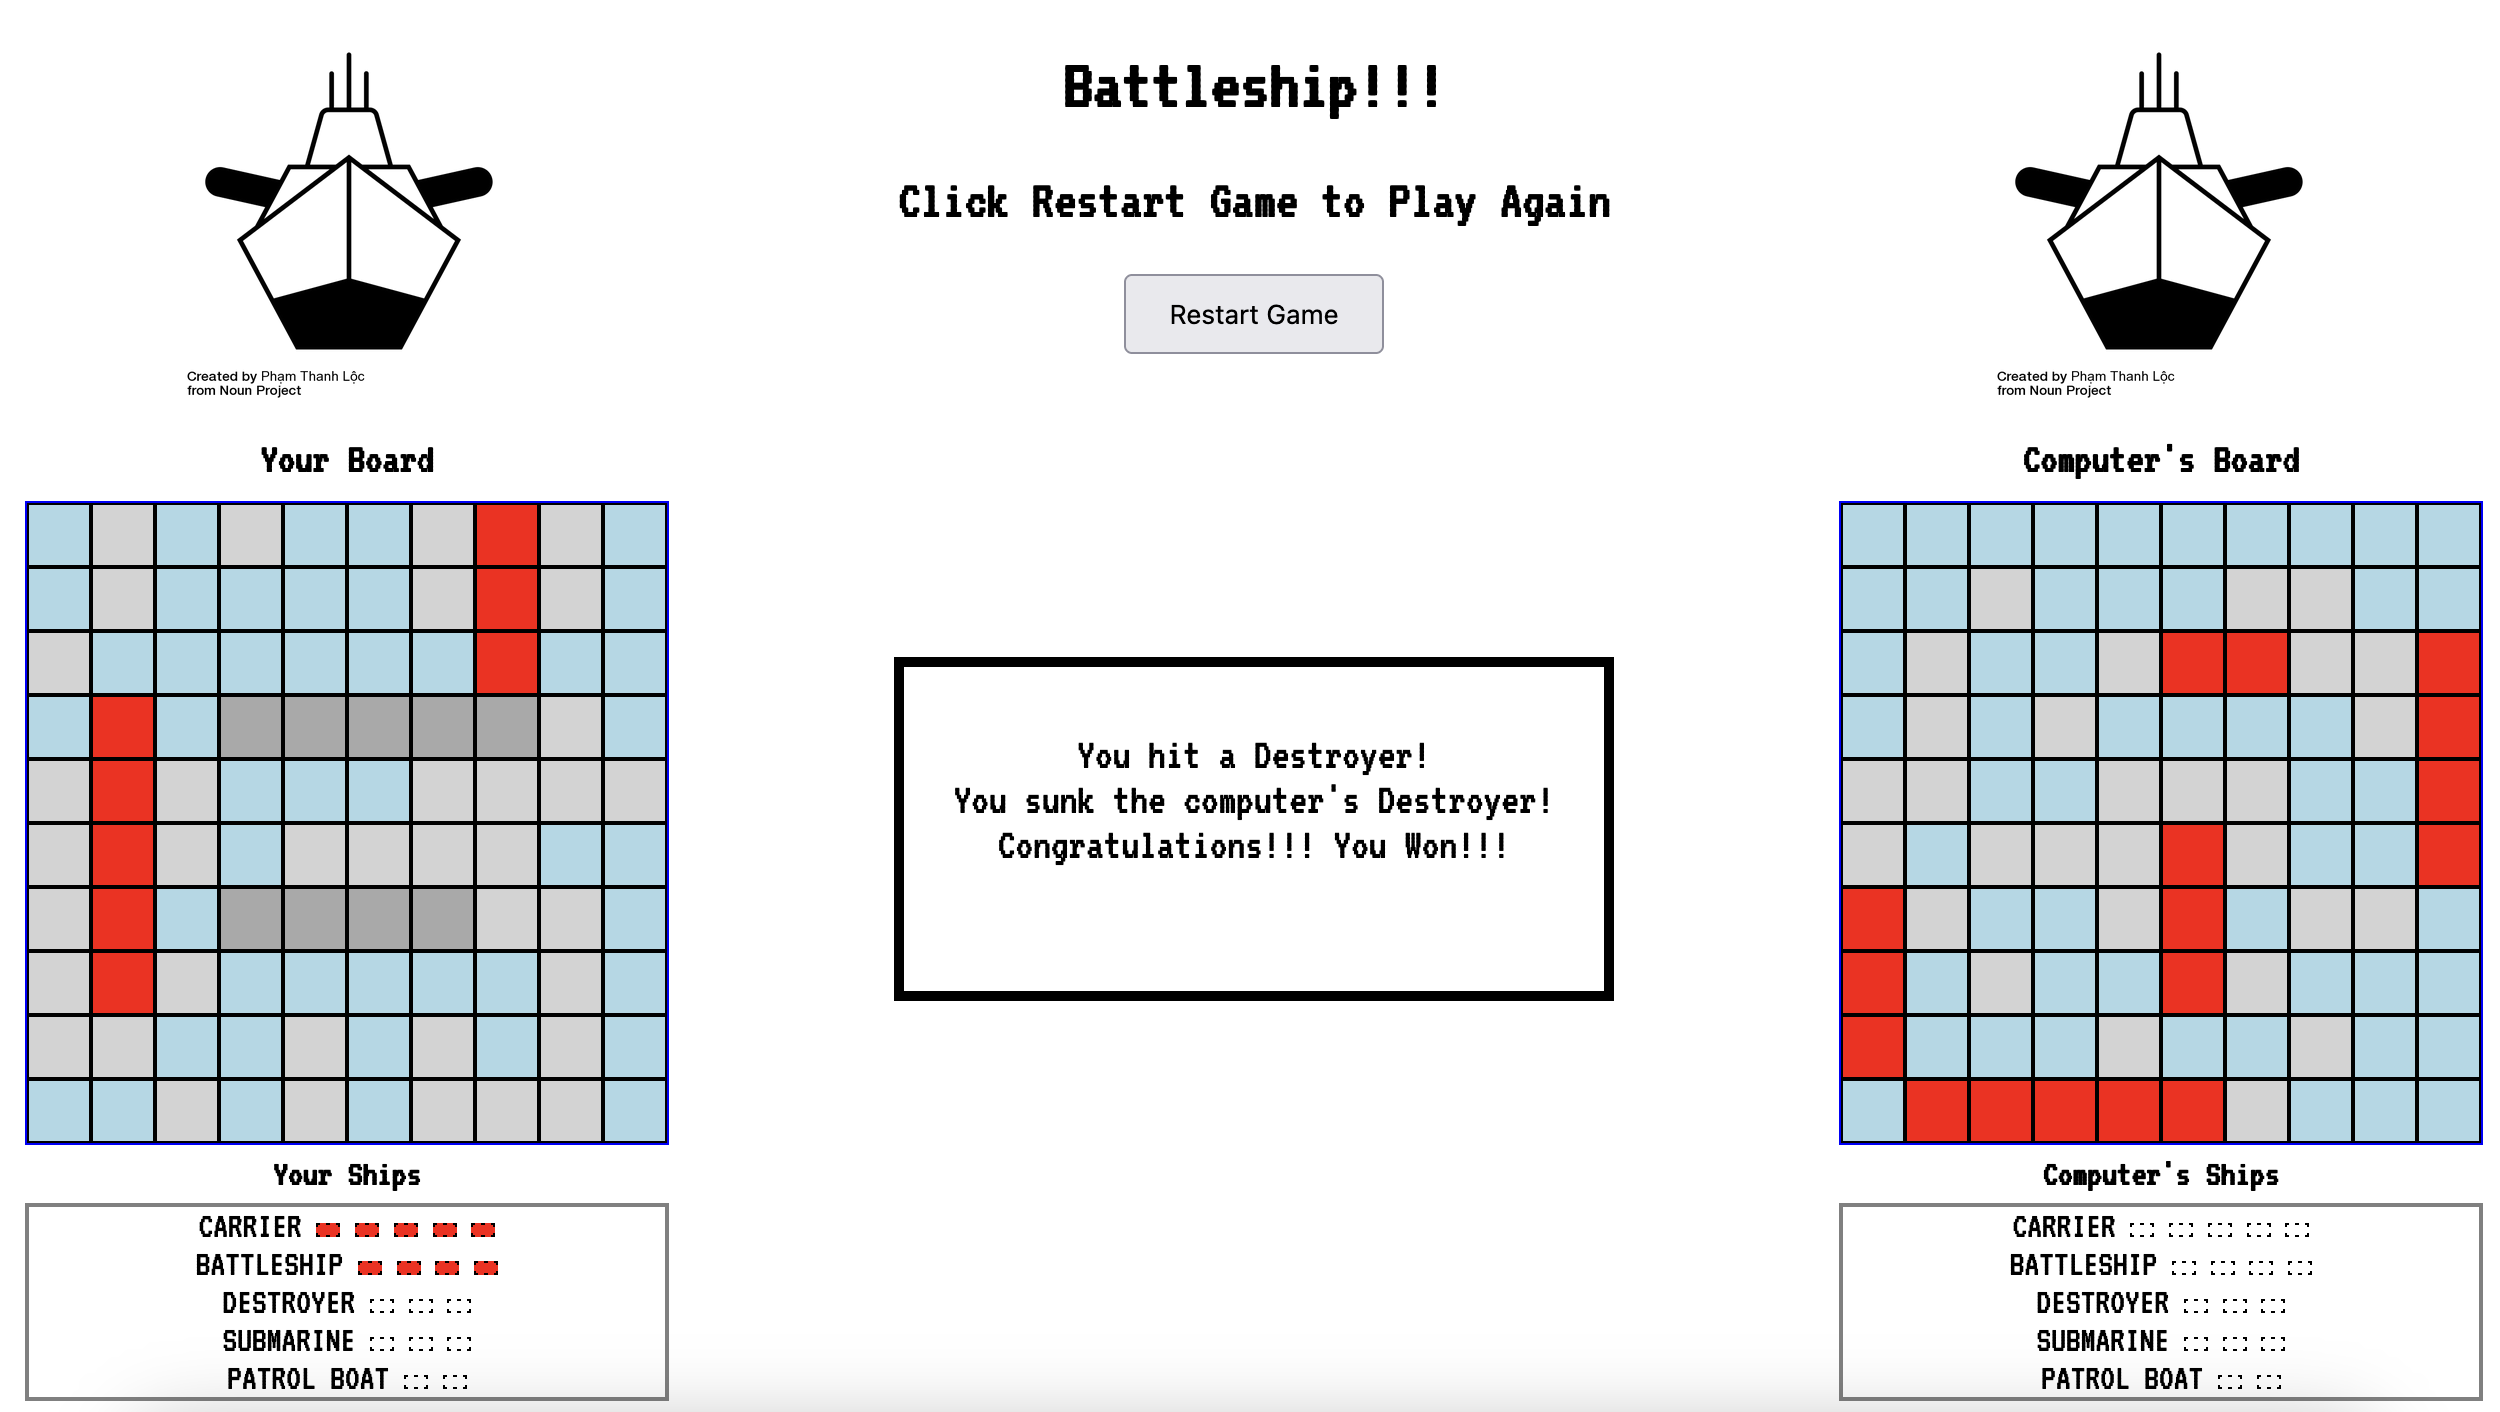 Battleship!!!
Click Restart Game to Play Again
Restart Game
Created by Phạm Thanh Lộc
from Noun Project
Created by Phạm Thanh Lộc
from Noun Project
Your Board
Computer's Board
You hit a Destroyer!
You sunk the computer's Destroyer!
Congratulations!!! You Won!!!
Your Ships
CARRIER
BATTLESHIP
DESTROYER
SUBMARINE
PATROL BOAT
Computer's Ships
CARRIER
BATTLESHIP
DESTROYER
SUBMARINE
PATROL BOAT